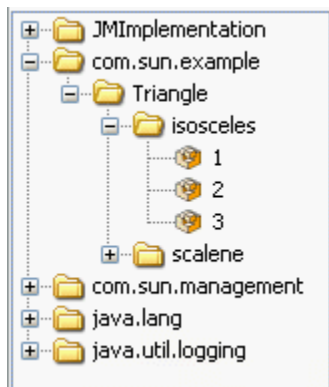 JMImplementation
com.sun.example
Triangle
isosceles
1
2
3
scalene
com.sun.management
java.lang
java.util.logging